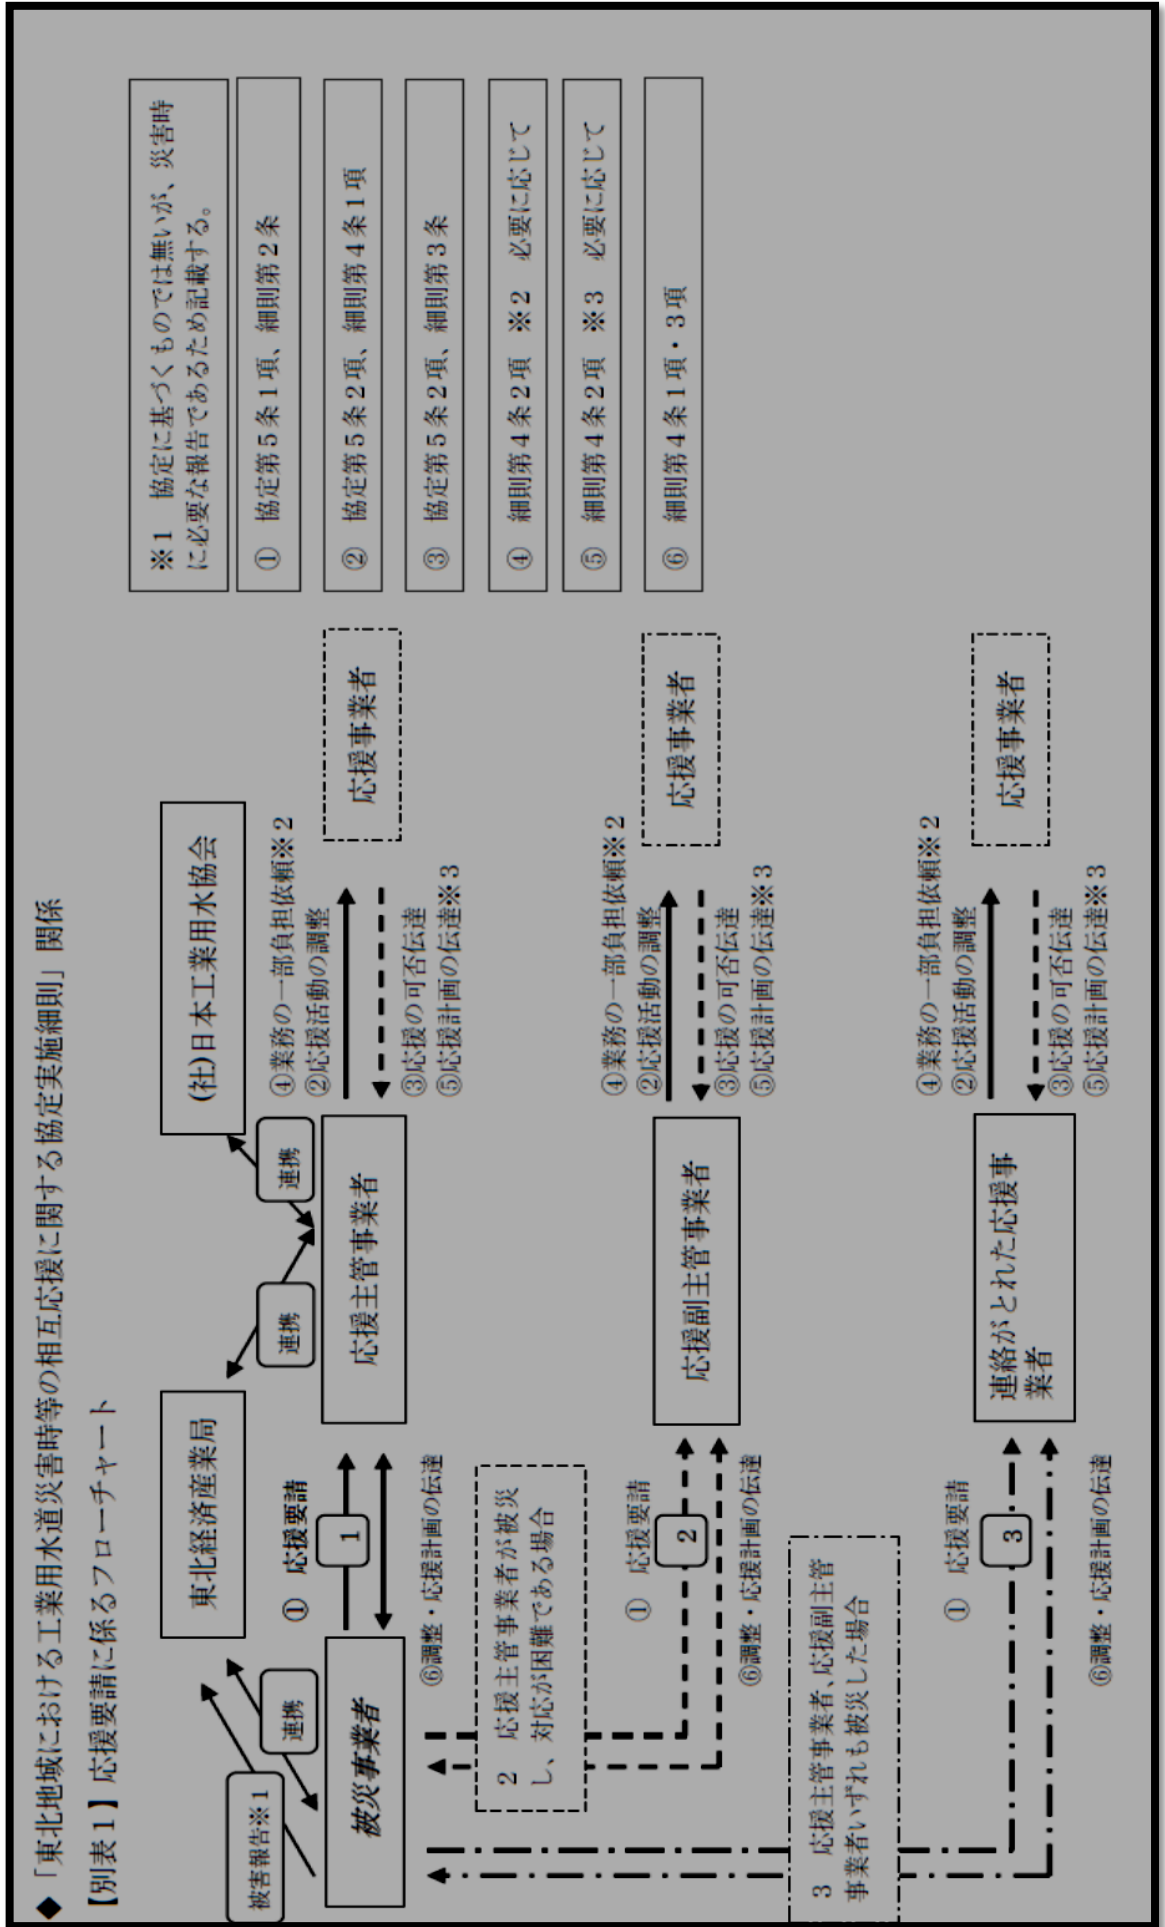 ◆「東北地域における工業用水道災害時等の相互応援に関する協定実施細則」関係
【別表１】応援要請に係るフローチャート
被害報告※1
連携
東北経済産業局
連携
連携
(社)日本工業用水協会
※１　協定に基づくものでは無いが、災害時
に必要な報告であるため記載する。
①　協定第５条１項、細則第２条
②　協定第５条２項、細則第４条１項
③　協定第５条２項、細則第３条
④　細則第４条２項　※２　必要に応じて
⑤　細則第４条２項　※３　必要に応じて
⑥　細則第４条１項・３項
被災事業者
①　応援要請
1
⑥調整・応援計画の伝達
応援主管事業者
④業務の一部負担依頼※2
②応援活動の調整
③応援の可否伝達
⑤応援計画の伝達※3
応援事業者
2　応援主管事業者が被災
し、対応が困難である場合
①　応援要請
2
⑥調整・応援計画の伝達
応援副主管事業者
④業務の一部負担依頼※2
②応援活動の調整
③応援の可否伝達
⑤応援計画の伝達※3
応援事業者
3　応援主管事業者、応援副主管
事業者いずれも被災した場合
①　応援要請
3
⑥調整・応援計画の伝達
連絡がとれた応援事
業者
④業務の一部負担依頼※2
②応援活動の調整
③応援の可否伝達
⑤応援計画の伝達※3
応援事業者